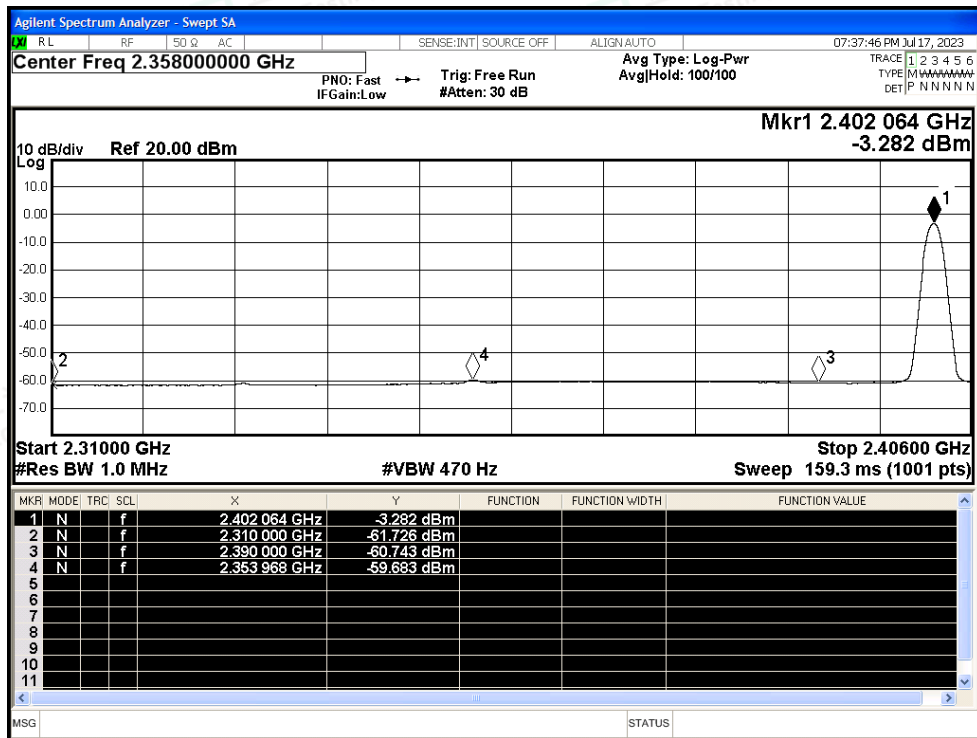 Agilent Spectrum Analyzer - Swept SA
LXI RL RF 50 Ω AC SENSE:INT SOURCE OFF ALIGN AUTO 07:37:46 PM Jul 17, 2023
Center Freq 2.358000000 GHz Avg Type: Log-Pwr TRACE 1 2 3 4 5 6
PNO: Fast Trig: Free Run Avg|Hold: 100/100 TYPE M WWWWW
IFGain:Low #Atten: 30 dB DET P N N N N N
Mkr1 2.402 064 GHz
10 dB/div Ref 20.00 dBm -3.282 dBm
Log
10.0
1
0.00
-10.0
-20.0
-30.0
-40.0
-50.0
2 4 3
-60.0
-70.0
Start 2.31000 GHz Stop 2.40600 GHz
#Res BW 1.0 MHz #VBW 470 Hz Sweep 159.3 ms (1001 pts)
MKR MODE TRC SCL X Y FUNCTION FUNCTION WIDTH FUNCTION VALUE
1 N f 2.402 064 GHz -3.282 dBm
2 N f 2.310 000 GHz -61.726 dBm
3 N f 2.390 000 GHz -60.743 dBm
4 N f 2.353 968 GHz -59.683 dBm
5
6
7
8
9
10
11
MSG STATUS